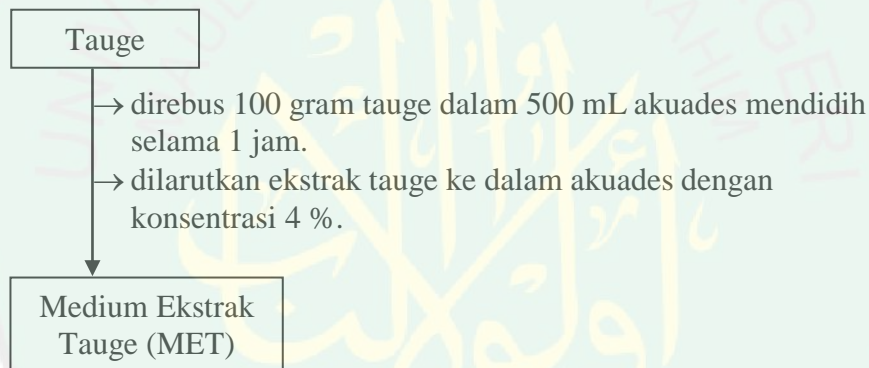 Tauge
→ direbus 100 gram tauge dalam 500 mL akuades mendidih
selama 1 jam.
→ dilarutkan ekstrak tauge ke dalam akuades dengan
konsentrasi 4 %.
Medium Ekstrak
Tauge (MET)